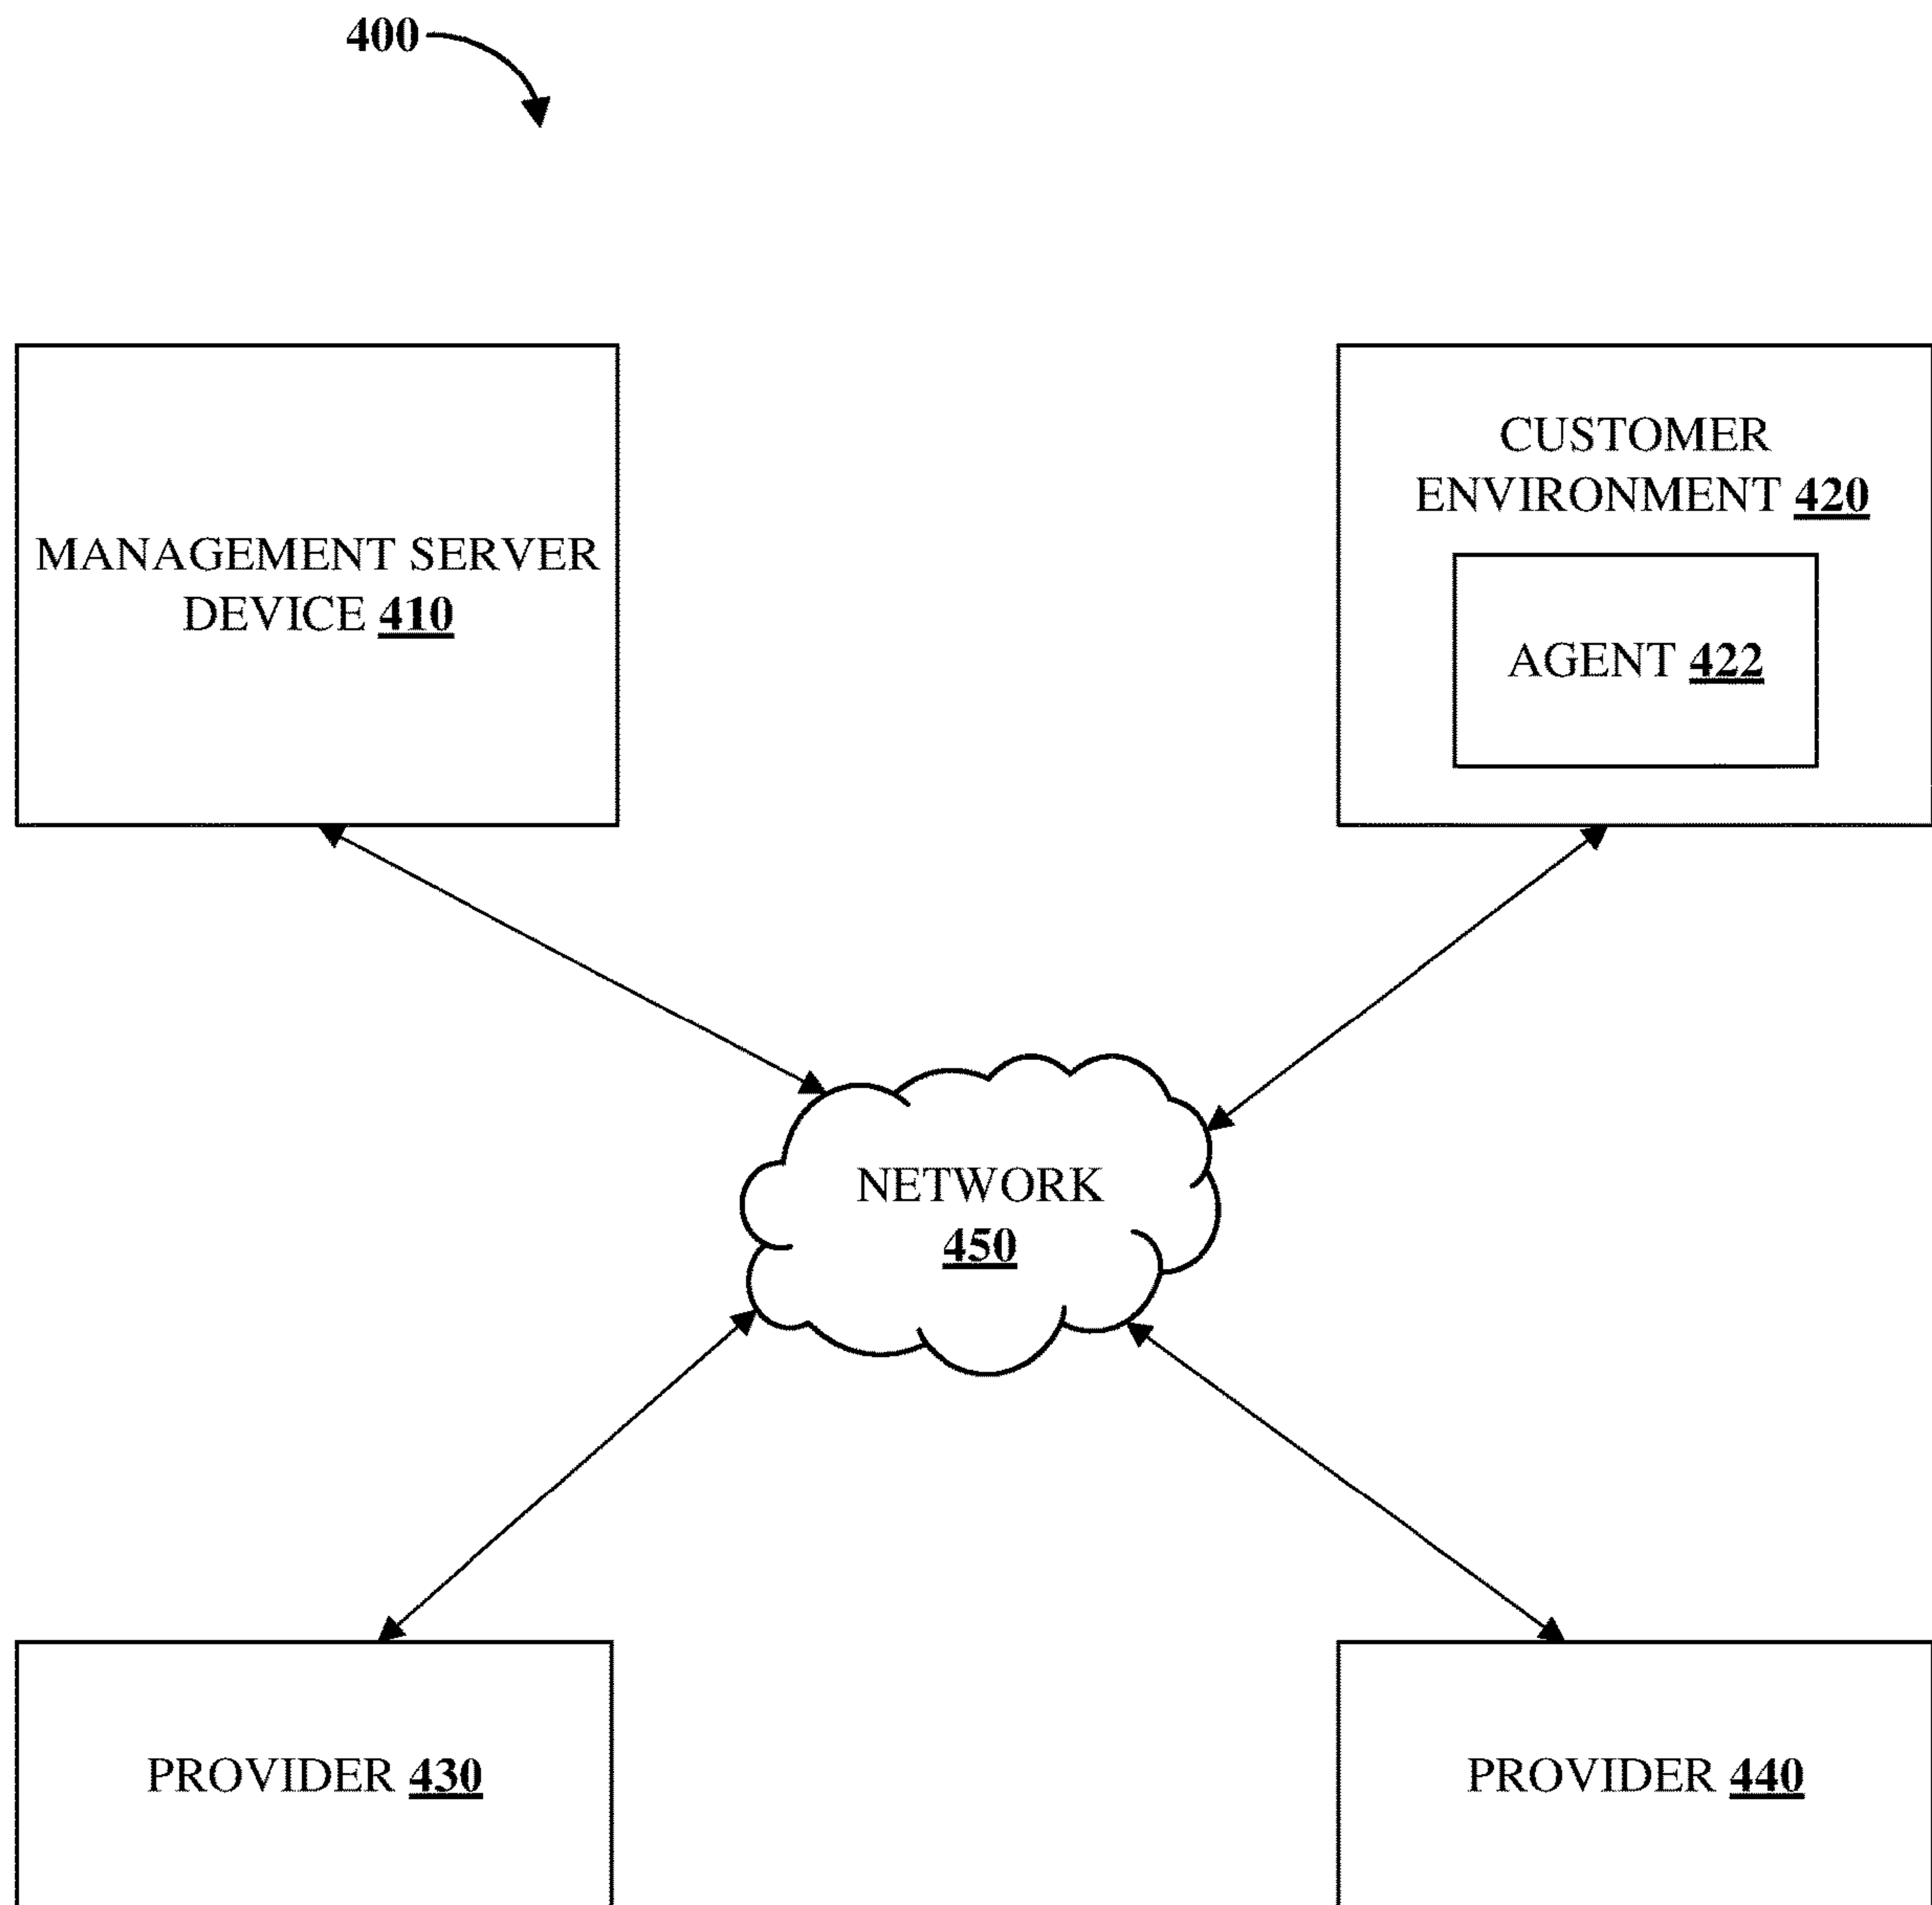 400
MANAGEMENT SERVER
DEVICE 410
CUSTOMER
ENVIRONMENT 420
AGENT 422
NETWORK
450
PROVIDER 430
PROVIDER 440